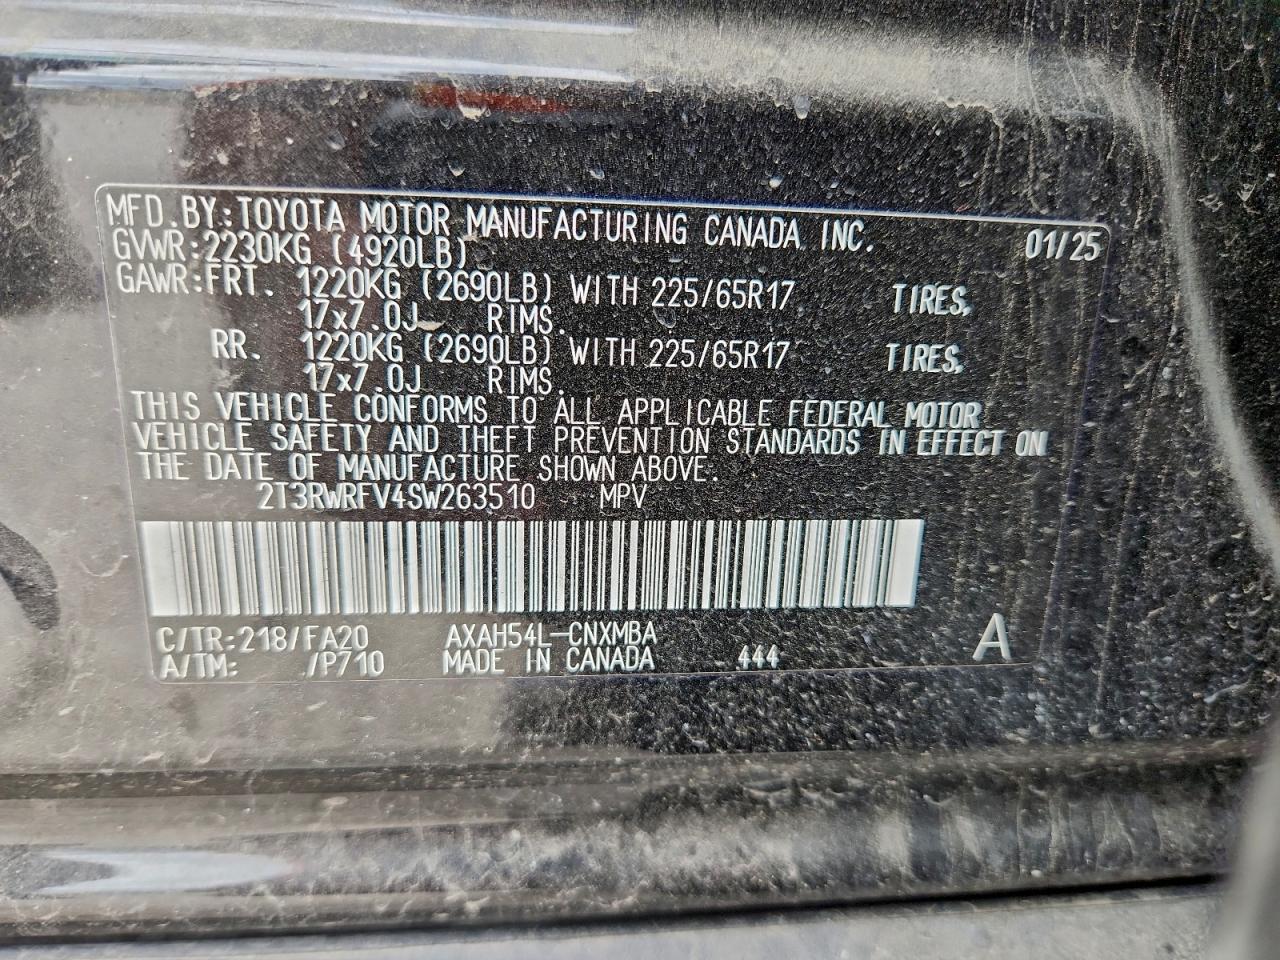 MFD.BY:TOYOTA MOTOR MANUFACTURING CANADA INC. 01/25
GVWR:2230KG (4920LB)
GAWR:FRT. 1220KG (2690LB) WITH 225/65R17 TIRES,
17x7.0J RIMS.
RR. 1220KG (2690LB) WITH 225/65R17 TIRES,
17x7.0J RIMS.
THIS VEHICLE CONFORMS TO ALL APPLICABLE FEDERAL MOTOR
VEHICLE SAFETY AND THEFT PREVENTION STANDARDS IN EFFECT ON
THE DATE OF MANUFACTURE SHOWN ABOVE.
2T3RWRFV4SW263510 MPV
C/TR:218/FA20 AXAH54L-CNXMBA A
A/TM: /P710 MADE IN CANADA 444